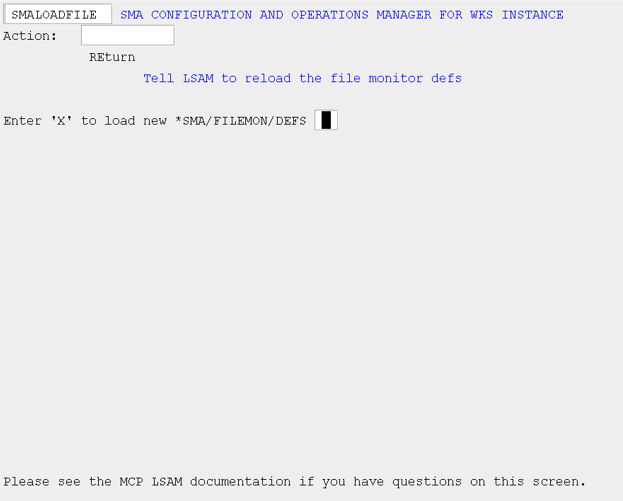 SMALOADFILE SMA CONFIGURATION AND OPERATIONS MANAGER FOR WKS INSTANCE
Action:
REturn
Tell LSAM to reload the file monitor defs
Enter 'X' to load new *SMA/FILEMON/DEFS
Please see the MCP LSAM documentation if you have questions on this screen.